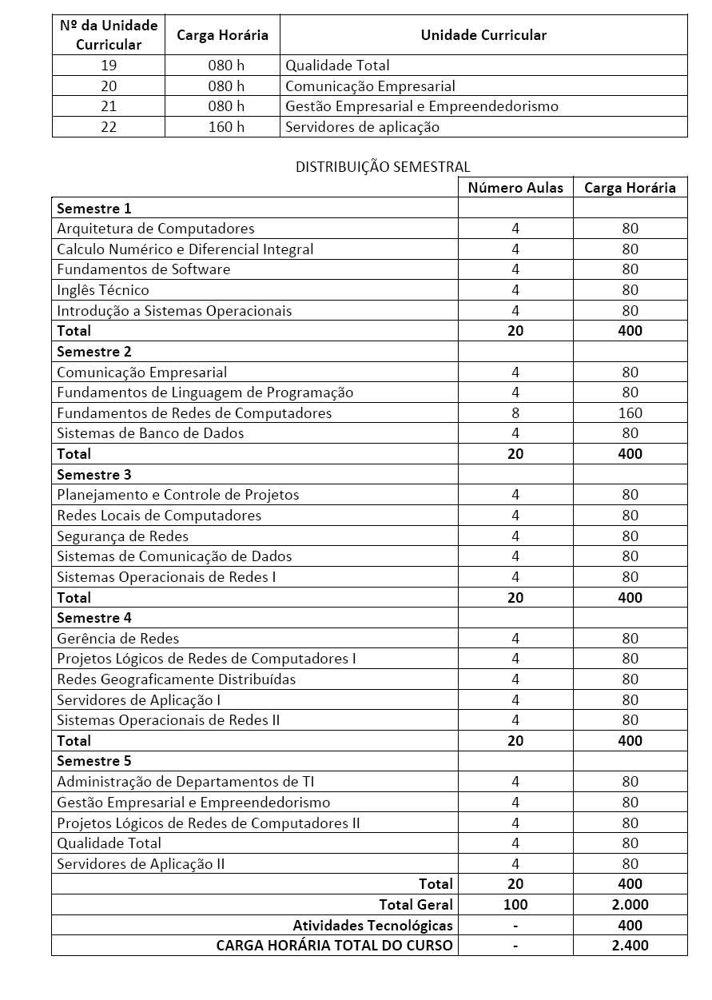 Nº da Unidade Curricular Carga Horária Unidade Curricular
19 080 h Qualidade Total
20 080 h Comunicação Empresarial
21 080 h Gestão Empresarial e Empreendedorismo
22 160 h Servidores de aplicação
DISTRIBUIÇÃO SEMESTRAL
Número Aulas Carga Horária
Semestre 1
Arquitetura de Computadores 4 80
Calculo Numérico e Diferencial Integral 4 80
Fundamentos de Software 4 80
Inglês Técnico 4 80
Introdução a Sistemas Operacionais 4 80
Total 20 400
Semestre 2
Comunicação Empresarial 4 80
Fundamentos de Linguagem de Programação 4 80
Fundamentos de Redes de Computadores 8 160
Sistemas de Banco de Dados 4 80
Total 20 400
Semestre 3
Planejamento e Controle de Projetos 4 80
Redes Locais de Computadores 4 80
Segurança de Redes 4 80
Sistemas de Comunicação de Dados 4 80
Sistemas Operacionais de Redes I 4 80
Total 20 400
Semestre 4
Gerência de Redes 4 80
Projetos Lógicos de Redes de Computadores I 4 80
Redes Geograficamente Distribuídas 4 80
Servidores de Aplicação I 4 80
Sistemas Operacionais de Redes II 4 80
Total 20 400
Semestre 5
Administração de Departamentos de TI 4 80
Gestão Empresarial e Empreendedorismo 4 80
Projetos Lógicos de Redes de Computadores II 4 80
Qualidade Total 4 80
Servidores de Aplicação II 4 80
Total 20 400
Total Geral 100 2.000
Atividades Tecnológicas - 400
CARGA HORÁRIA TOTAL DO CURSO - 2.400